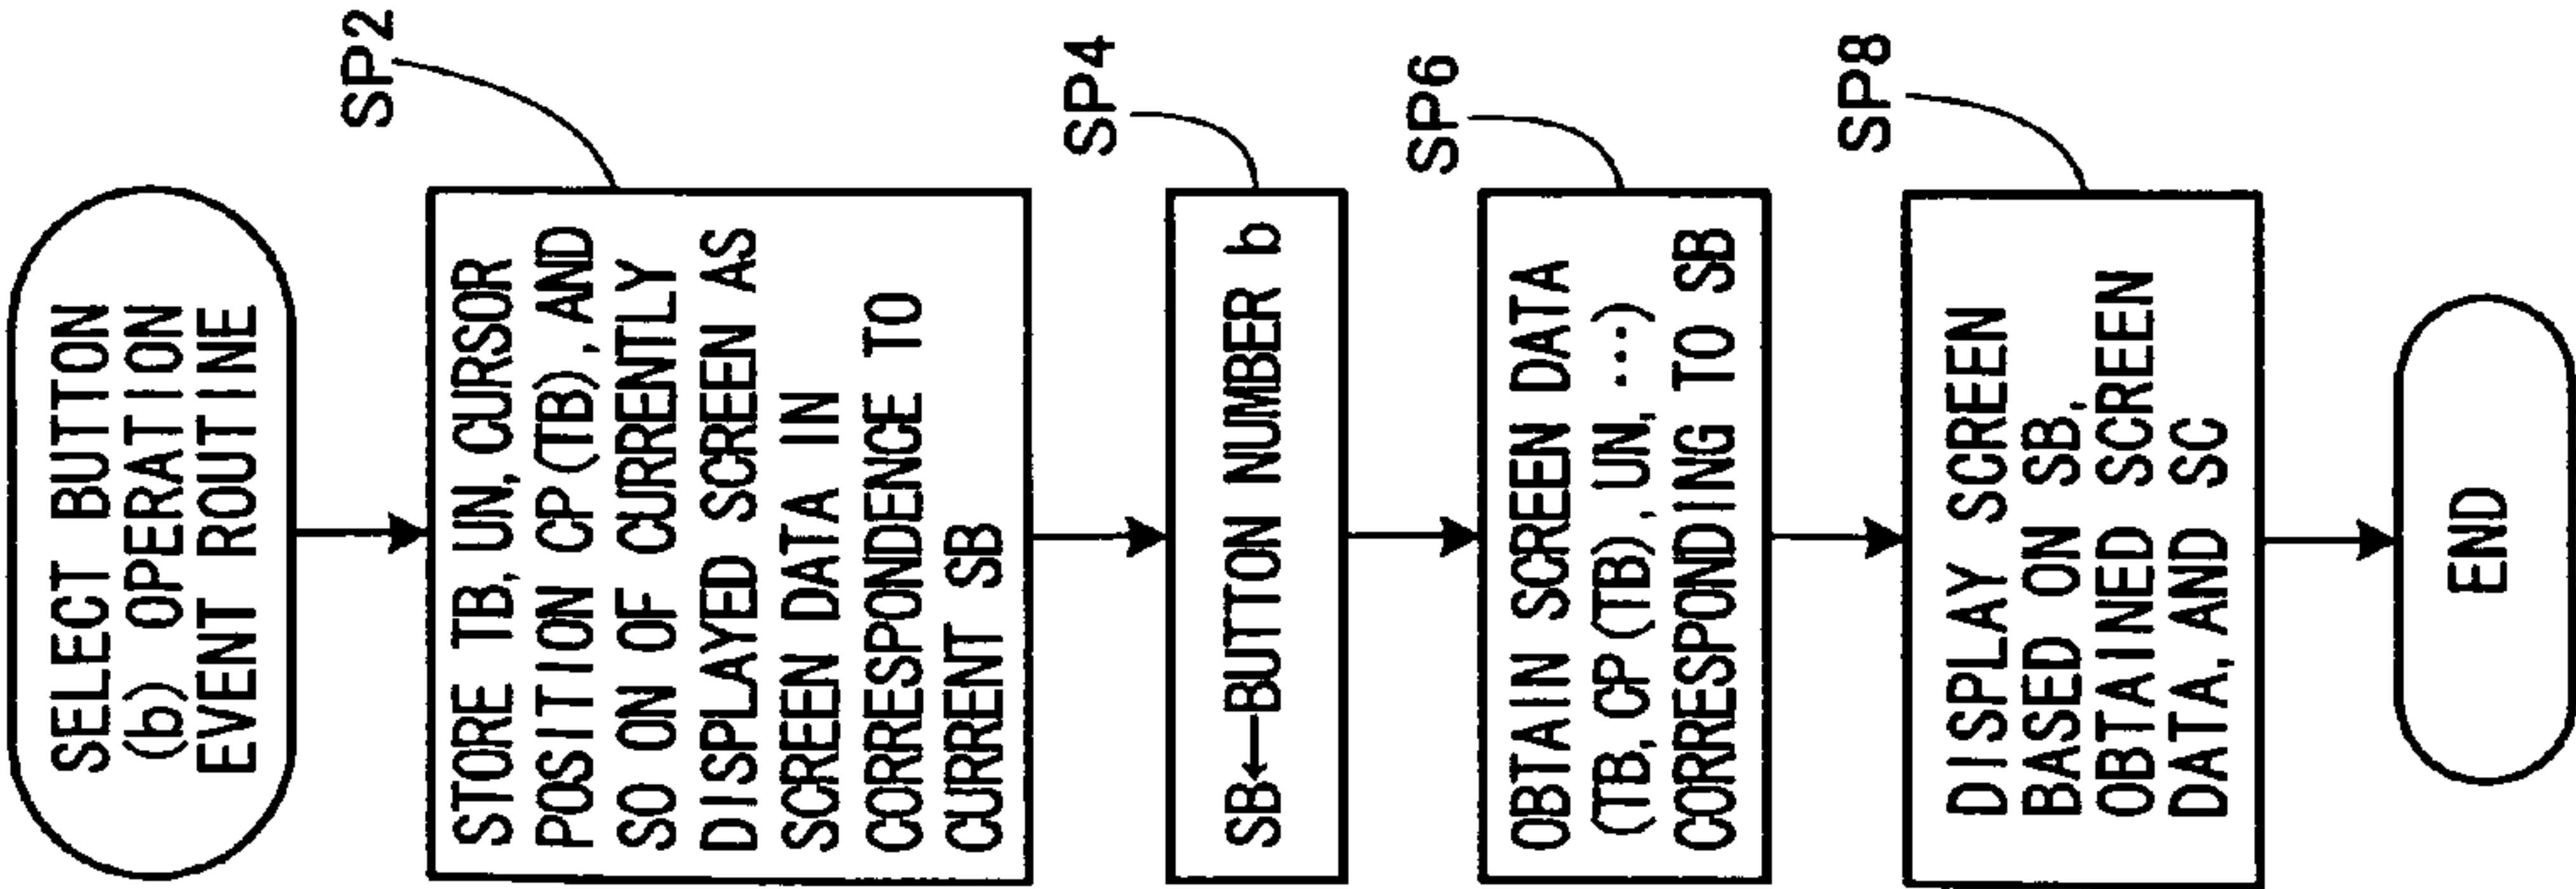 SELECT BUTTON
(b) OPERATION
EVENT ROUTINE
SP2
STORE TB, UN, CURSOR
POSITION CP(TB), AND
SO ON OF CURRENTLY
DISPLAYED SCREEN AS
SCREEN DATA IN
CORRESPONDENCE TO
CURRENT SB
SP4
SB←BUTTON NUMBER b
SP6
OBTAIN SCREEN DATA
(TB, CP(TB), UN, ···)
CORRESPONDING TO SB
SP8
DISPLAY SCREEN
BASED ON SB,
OBTAINED SCREEN
DATA, AND SC
END